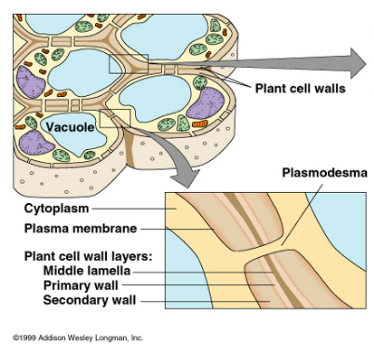 Plant cell walls
Vacuole
Plasmodesma
Cytoplasm
Plasma membrane
Plant cell wall layers:
Middle lamella
Primary wall
Secondary wall
©1999 Addison Wesley Longman, Inc.